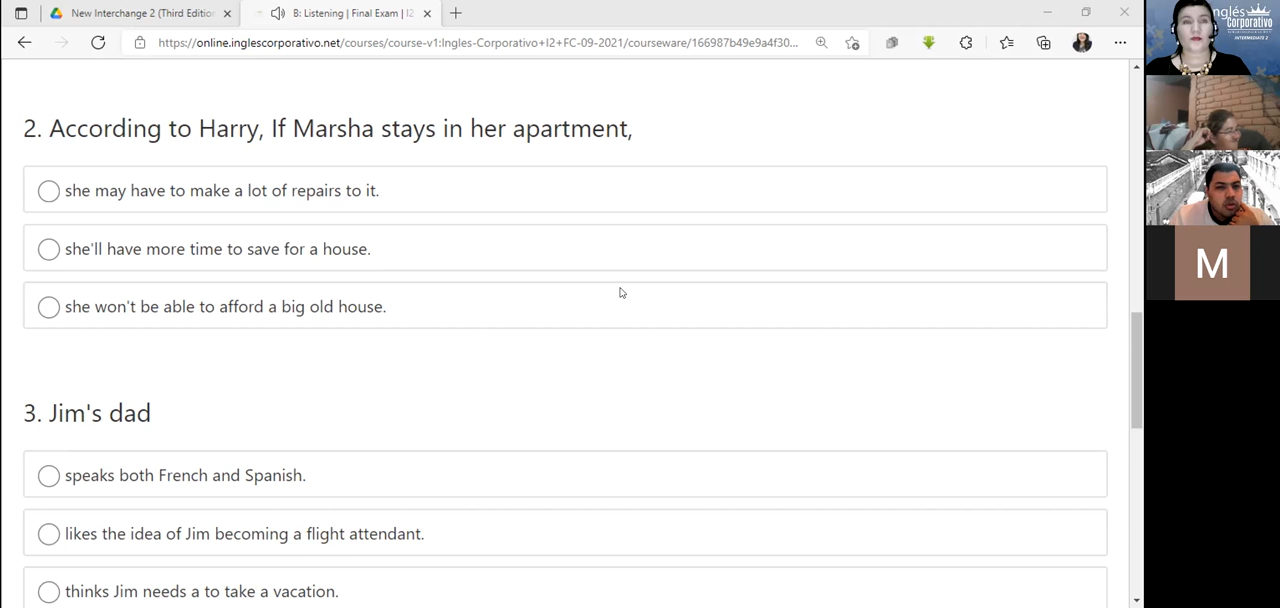 New Interchange 2 (Third Edition
B: Listening | Final Exam | I2
https://online.inglescorporativo.net/courses/course-v1:Ingles-Corporativo+I2+FC-09-2021/courseware/166987b49e9a4f30...
2. According to Harry, If Marsha stays in her apartment,
she may have to make a lot of repairs to it.
she'll have more time to save for a house.
she won't be able to afford a big old house.
3. Jim's dad
speaks both French and Spanish.
likes the idea of Jim becoming a flight attendant.
thinks Jim needs a to take a vacation.
Inglés
Corporativo
INTERMEDIATE 2
M